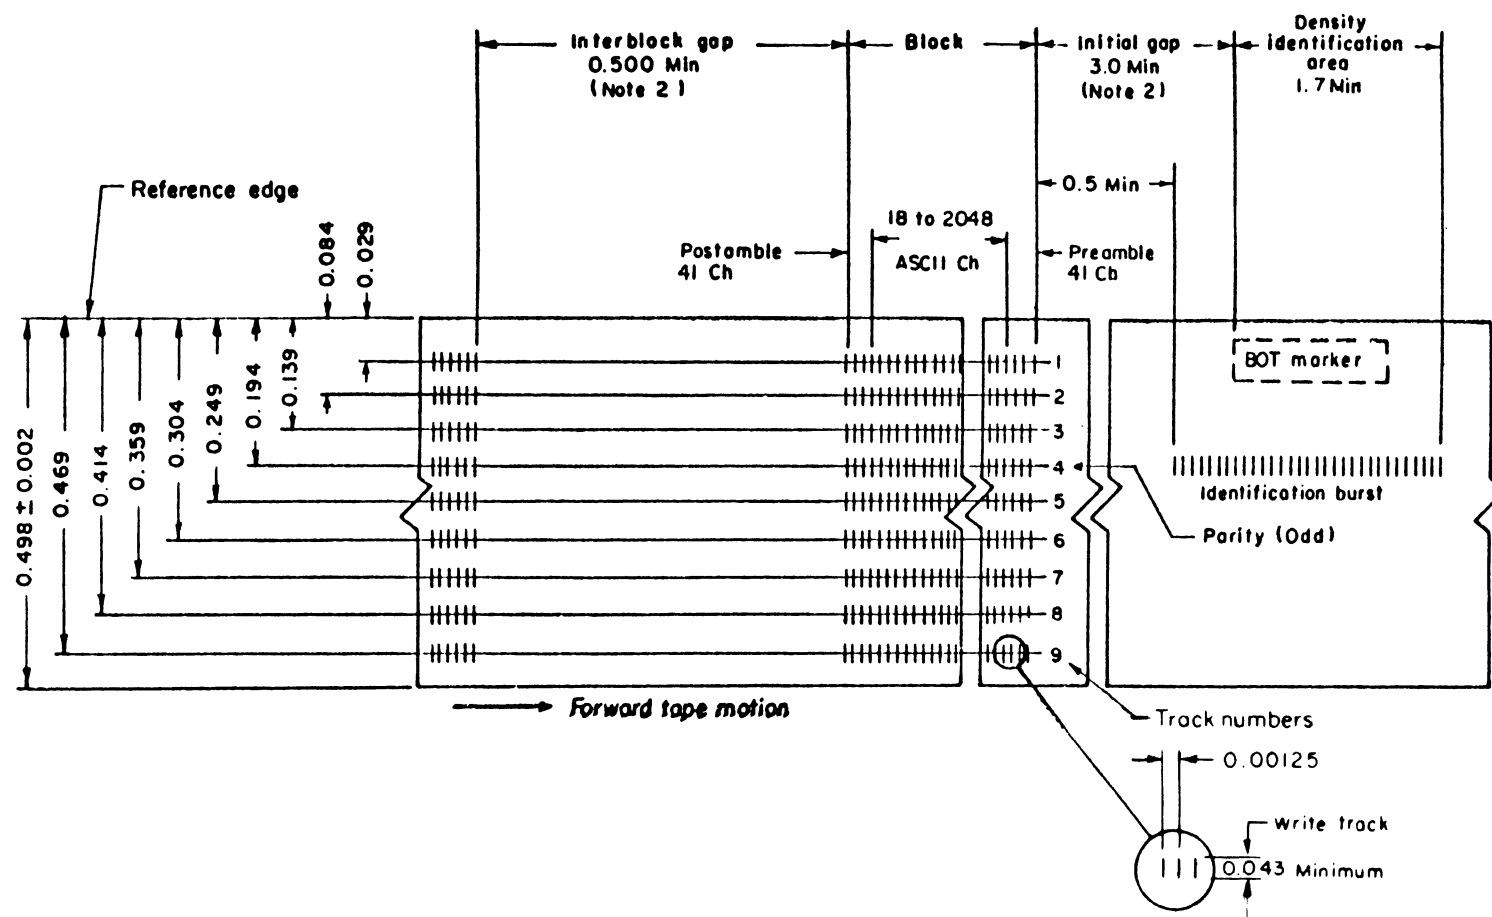 Interblock gap
0.500 Min
(Note 2)
Block
Initial gap
3.0 Min
(Note 2)
Density
identification
area
1.7 Min
Reference edge
0.5 Min
18 to 2048
ASCII Ch
Postamble
41 Ch
Preamble
41 Ch
0.084
0.029
0.498 ± 0.002
0.469
0.414
0.359
0.304
0.249
0.194
0.139
1
2
3
4
5
6
7
8
9
BOT marker
Identification burst
Parity (Odd)
Forward tape motion
Track numbers
0.00125
Write track
0.043 Minimum